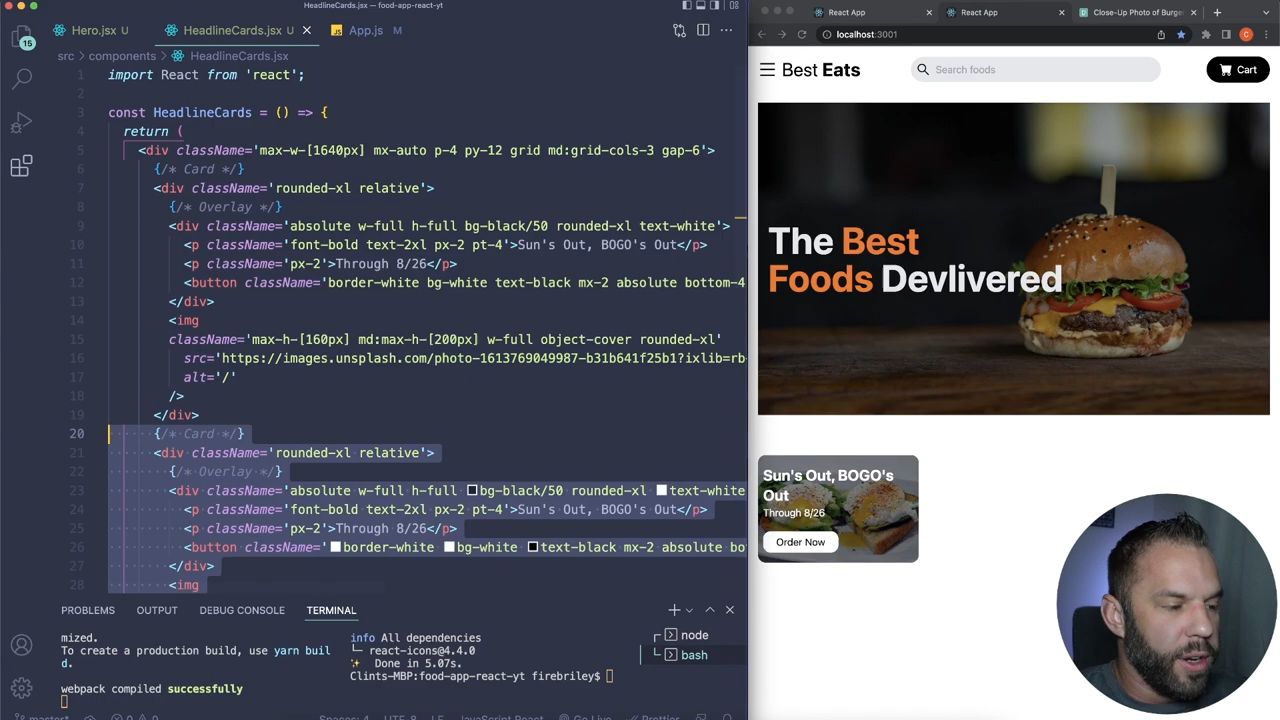 HeadlineCards.jsx — food-app-react-yt
Hero.jsx U
HeadlineCards.jsx U
App.js M
15
src > components > HeadlineCards.jsx
1 import React from 'react';
2
3 const HeadlineCards = () => {
4 return (
5 <div className='max-w-[1640px] mx-auto p-4 py-12 grid md:grid-cols-3 gap-6'>
6 {/* Card */}
7 <div className='rounded-xl relative'>
8 {/* Overlay */}
9 <div className='absolute w-full h-full bg-black/50 rounded-xl text-white'>
10 <p className='font-bold text-2xl px-2 pt-4'>Sun's Out, BOGO's Out</p>
11 <p className='px-2'>Through 8/26</p>
12 <button className='border-white bg-white text-black mx-2 absolute bottom-4
13 </div>
14 <img
15 className='max-h-[160px] md:max-h-[200px] w-full object-cover rounded-xl'
16 src='https://images.unsplash.com/photo-1613769049987-b31b641f25b1?ixlib=rb-
17 alt='/'
18 />
19 </div>
20 {/* Card */}
21 <div className='rounded-xl relative'>
22 {/* Overlay */}
23 <div className='absolute w-full h-full bg-black/50 rounded-xl text-white
24 <p className='font-bold text-2xl px-2 pt-4'>Sun's Out, BOGO's Out</p>
25 <p className='px-2'>Through 8/26</p>
26 <button className='border-white bg-white text-black mx-2 absolute bo
27 </div>
28 <img
PROBLEMS OUTPUT DEBUG CONSOLE TERMINAL
mized.
To create a production build, use yarn buil
d.
webpack compiled successfully
info All dependencies
└─ react-icons@4.4.0
Done in 5.07s.
Clints-MBP:food-app-react-yt firebriley$
node
bash
React App
React App
Close-Up Photo of Burge
localhost:3001
C
Best Eats
Search foods
Cart
The Best
Foods Devlivered
Sun's Out, BOGO's
Out
Through 8/26
Order Now